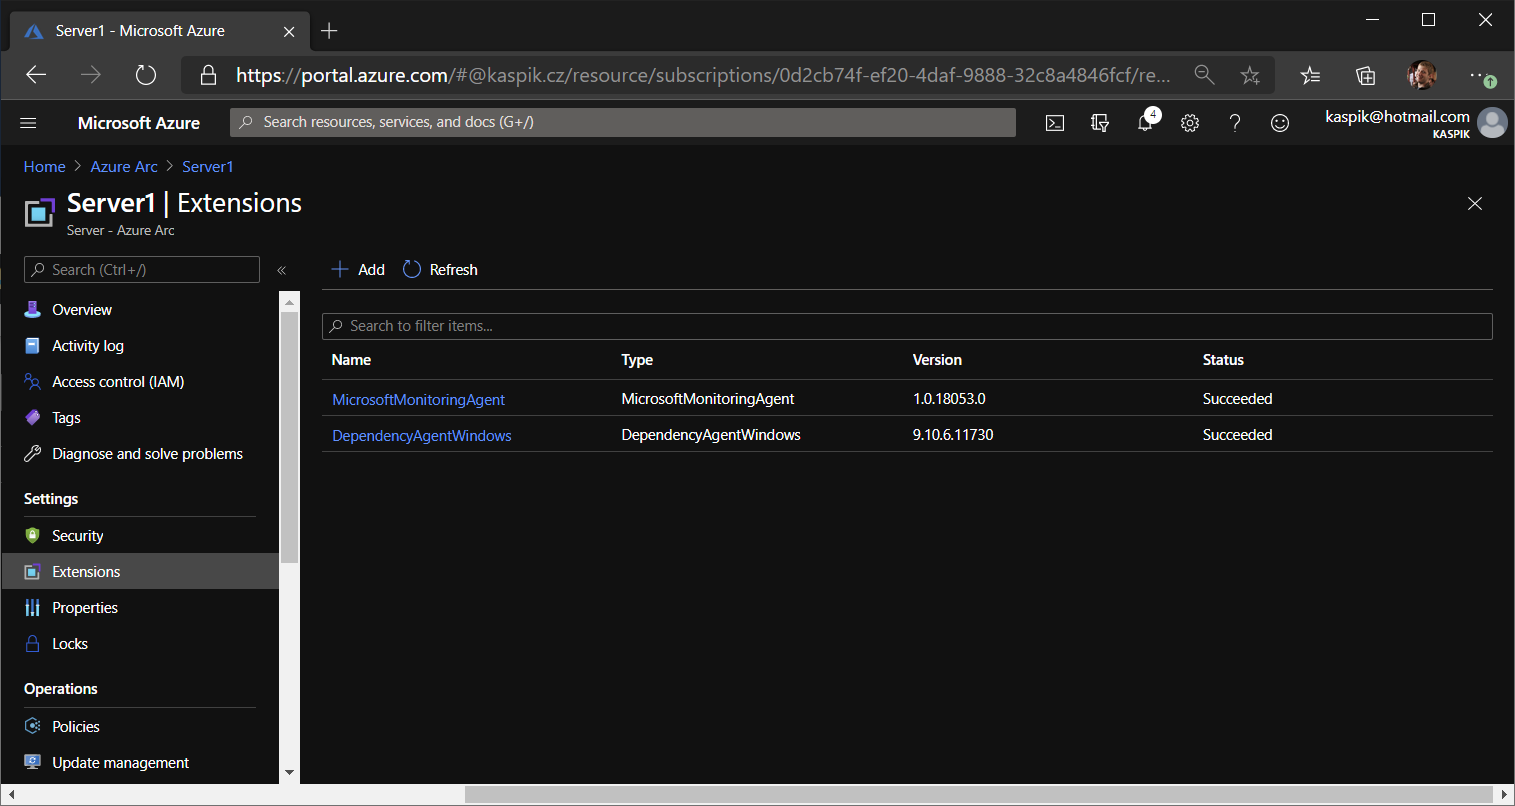 Server1 - Microsoft Azure
https://portal.azure.com/#@kaspik.cz/resource/subscriptions/0d2cb74f-ef20-4daf-9888-32c8a4846fcf/re...
Microsoft Azure
Search resources, services, and docs (G+/)
4
kaspik@hotmail.com
KASPIK
Home > Azure Arc > Server1
Server1 | Extensions
Server - Azure Arc
Search (Ctrl+/)
«
Overview
Activity log
Access control (IAM)
Tags
Diagnose and solve problems
Settings
Security
Extensions
Properties
Locks
Operations
Policies
Update management
Add Refresh
Search to filter items...
Name Type Version Status
MicrosoftMonitoringAgent MicrosoftMonitoringAgent 1.0.18053.0 Succeeded
DependencyAgentWindows DependencyAgentWindows 9.10.6.11730 Succeeded